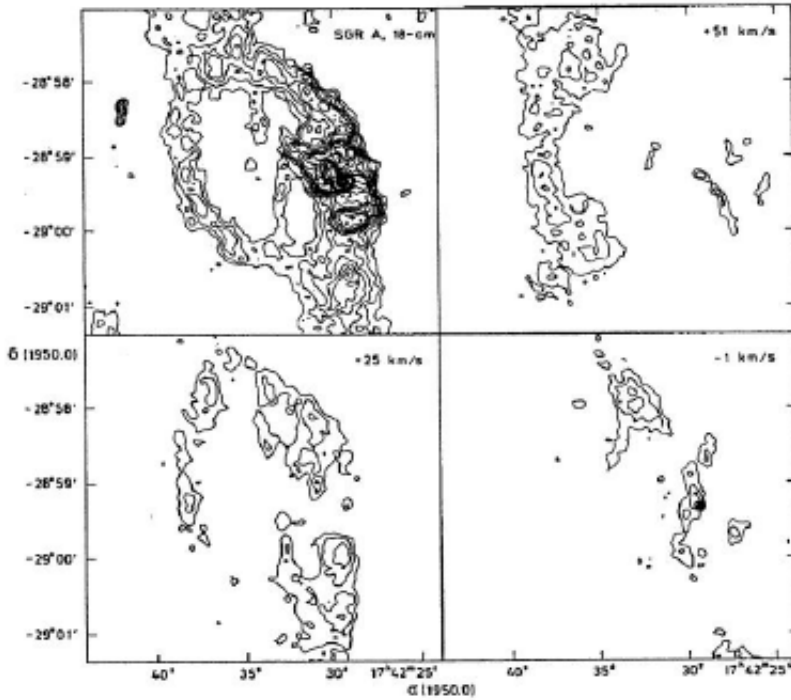 SGR A, 18-cm
+51 km/s
-28°58'
-28°59'
-29°00'
-29°01'
δ (1950.0)
+25 km/s
-1 km/s
-28°58'
-28°59'
-29°00'
-29°01'
40ˢ 35ˢ 30ˢ 17ʰ42ᵐ25ˢ 40ˢ 35ˢ 30ˢ 17ʰ42ᵐ25ˢ
α (1950.0)